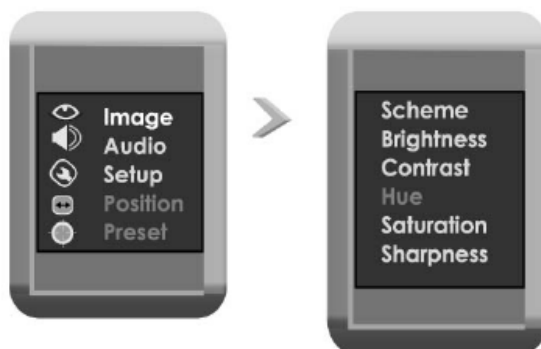 Image
Audio
Setup
Position
Preset
Scheme
Brightness
Contrast
Hue
Saturation
Sharpness